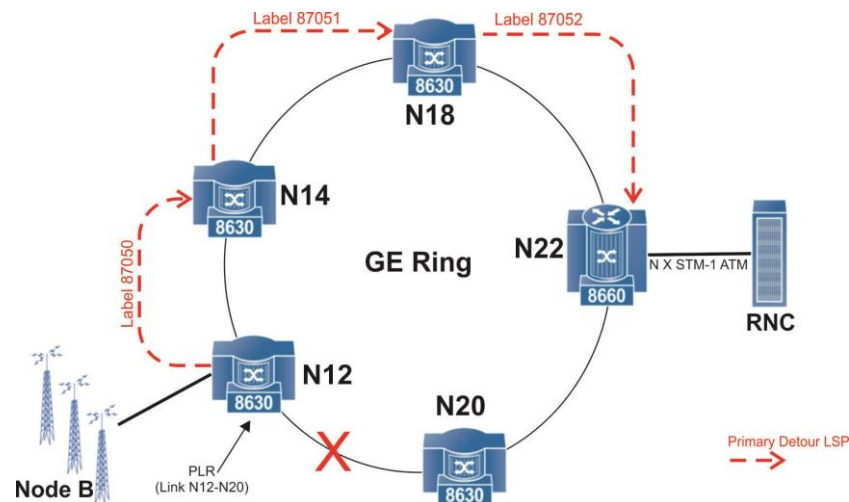 Label 87051
Label 87052
8630
N18
N14
8630
Label 87050
GE Ring
N22
8660
N X STM-1 ATM
RNC
N12
8630
N20
8630
PLR
(Link N12-N20)
X
Node B
Primary Detour LSP